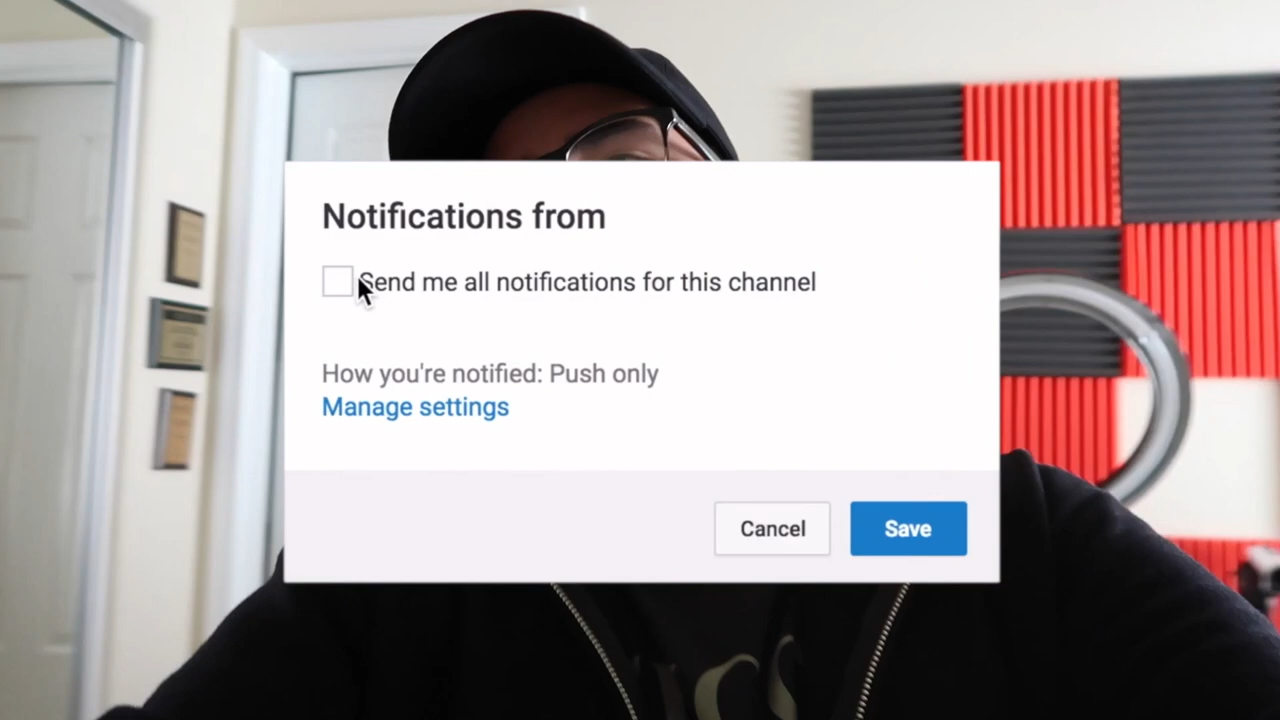 Notifications from
Send me all notifications for this channel
How you're notified: Push only
Manage settings
Cancel
Save